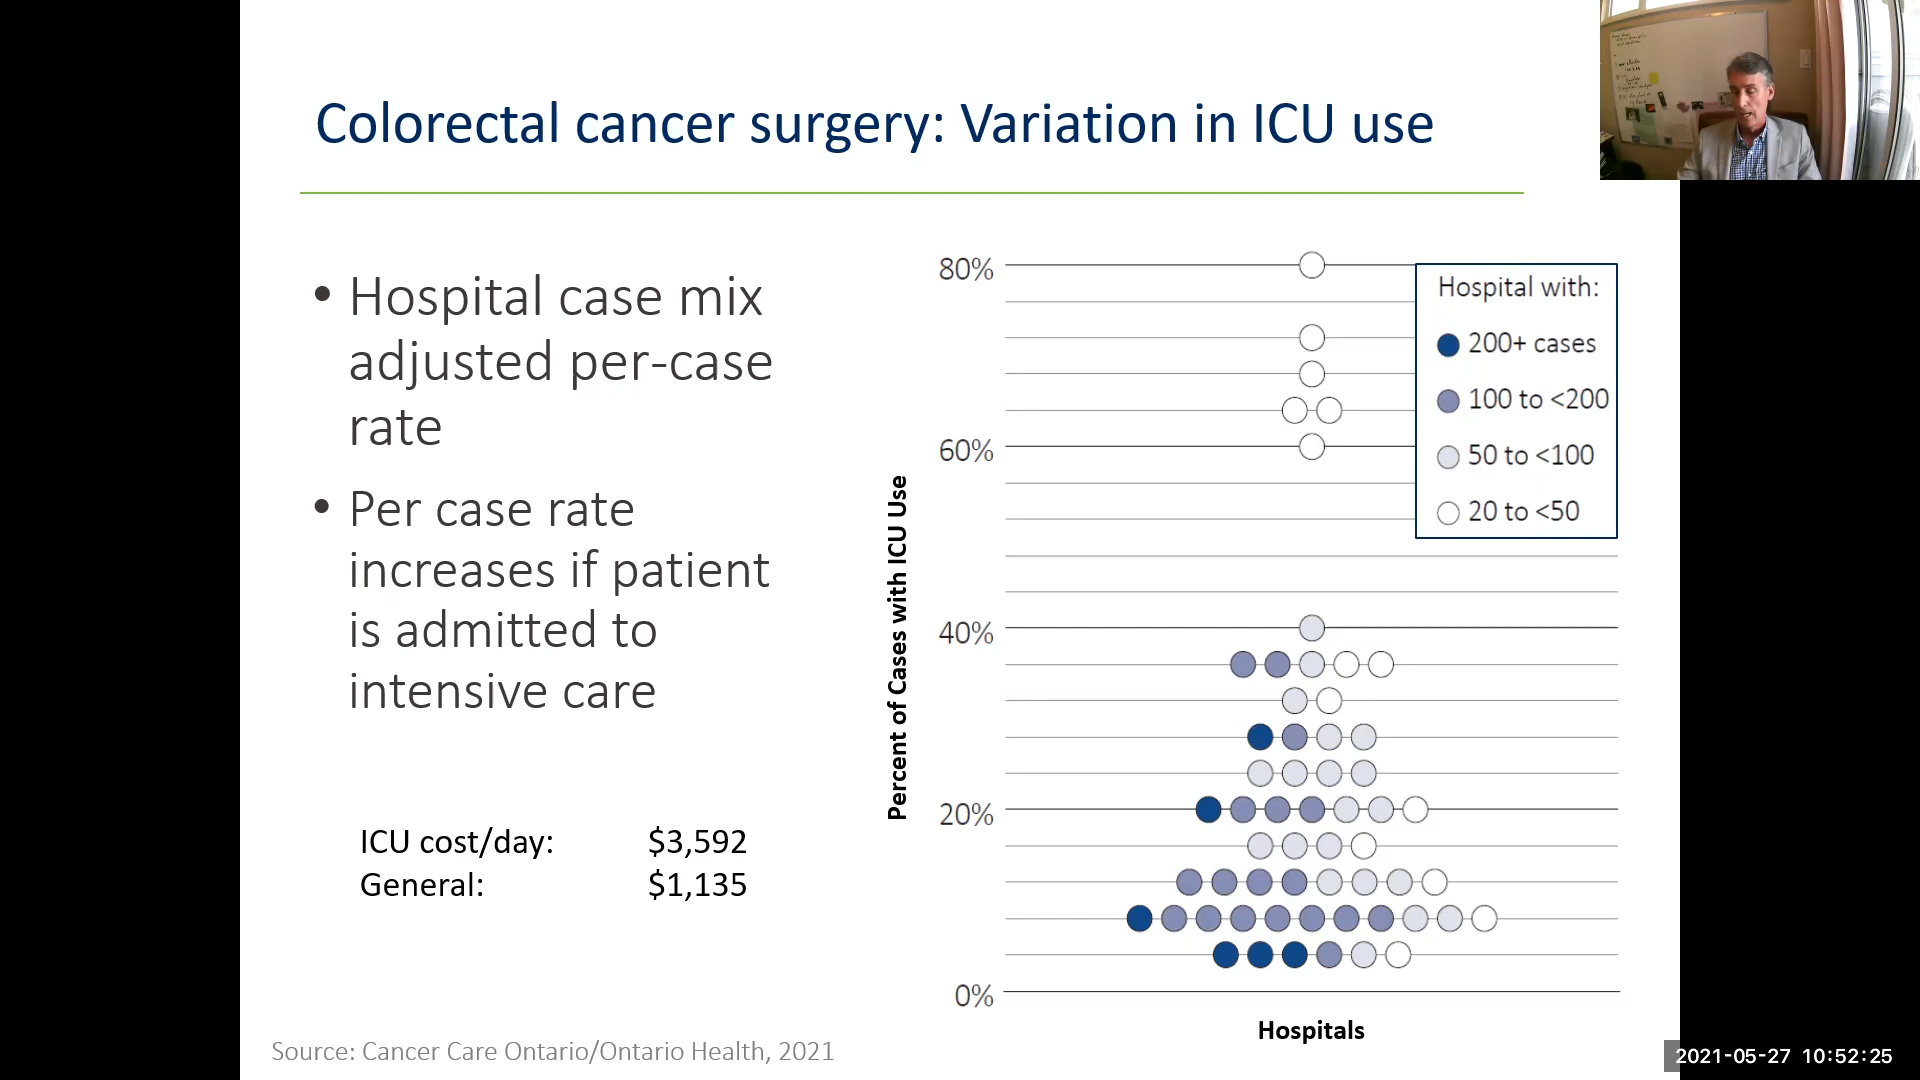 Colorectal cancer surgery: Variation in ICU use
• Hospital case mix
adjusted per-case
rate
• Per case rate
increases if patient
is admitted to
intensive care
ICU cost/day: $3,592
General: $1,135
Source: Cancer Care Ontario/Ontario Health, 2021
Percent of Cases with ICU Use
80%
60%
40%
20%
0%
Hospitals
Hospital with:
200+ cases
100 to <200
50 to <100
20 to <50
2021-05-27 10:52:25